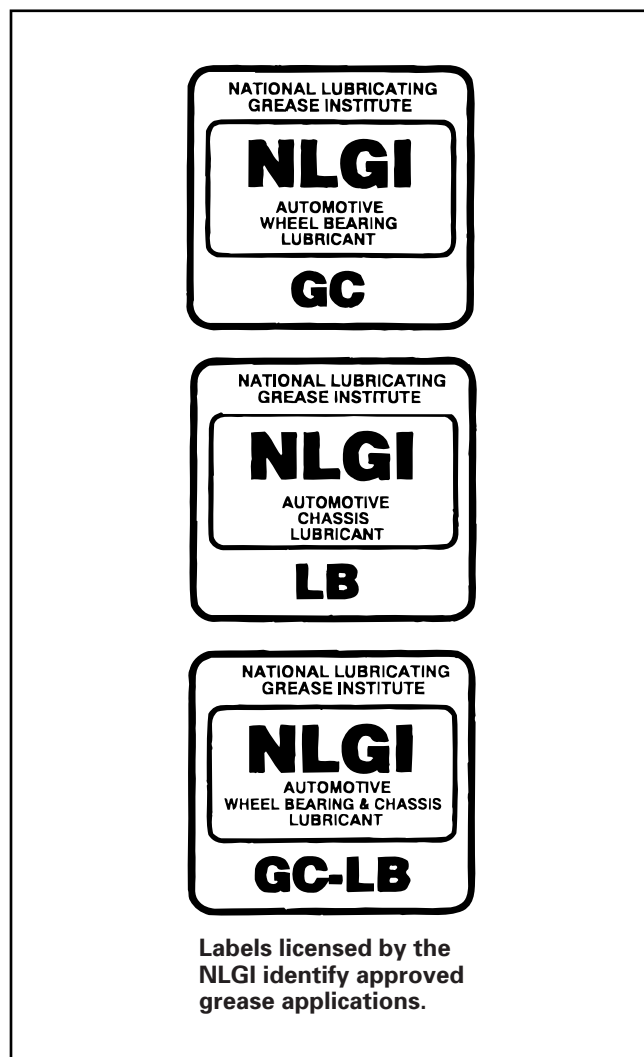 NATIONAL LUBRICATING
GREASE INSTITUTE
NLGI
AUTOMOTIVE
WHEEL BEARING
LUBRICANT
GC
NATIONAL LUBRICATING
GREASE INSTITUTE
NLGI
AUTOMOTIVE
CHASSIS
LUBRICANT
LB
NATIONAL LUBRICATING
GREASE INSTITUTE
NLGI
AUTOMOTIVE
WHEEL BEARING & CHASSIS
LUBRICANT
GC-LB
Labels licensed by the
NLGI identify approved
grease applications.